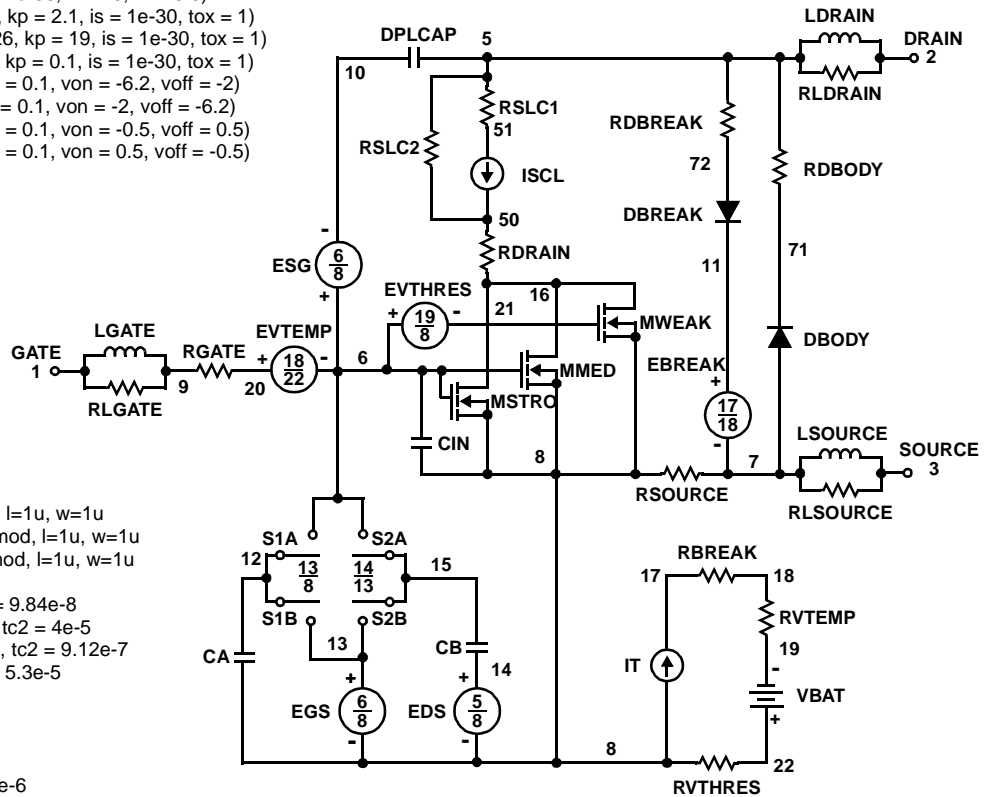 , kp = 2.1, is = 1e-30, tox = 1)
26, kp = 19, is = 1e-30, tox = 1)
kp = 0.1, is = 1e-30, tox = 1)
= 0.1, von = -6.2, voff = -2)
= 0.1, von = -2, voff = -6.2)
= 0.1, von = -0.5, voff = 0.5)
= 0.1, von = 0.5, voff = -0.5)
LDRAIN
DPLCAP 5 DRAIN
10 2
RLDRAIN
RSLC1
51
RDBREAK
RSLC2
72 RDBODY
ISCL
50 DBREAK
- RDRAIN 71
ESG 6 8 11
+ EVTHRES 16
+ 19 8 - 21 MWEAK
LGATE EVTEMP DBODY
GATE RGATE + 18 22 - 6 EBREAK
1 MMED +
9 20 MSTRO 17 18
RLGATE -
CIN LSOURCE
8 7 SOURCE
3
RSOURCE
RLSOURCE
l=1u, w=1u
mod, l=1u, w=1u
nod, l=1u, w=1u
S1A S2A RBREAK
12 13 8 14 13 15 17 18
= 9.84e-8
tc2 = 4e-5
, tc2 = 9.12e-7
5.3e-5
S1B S2B RVTEMP
13 CB 19
CA IT -
+ + 14 VBAT
EGS 6 8 EDS 5 8 +
- - 8 22
e-6
RVTHRES